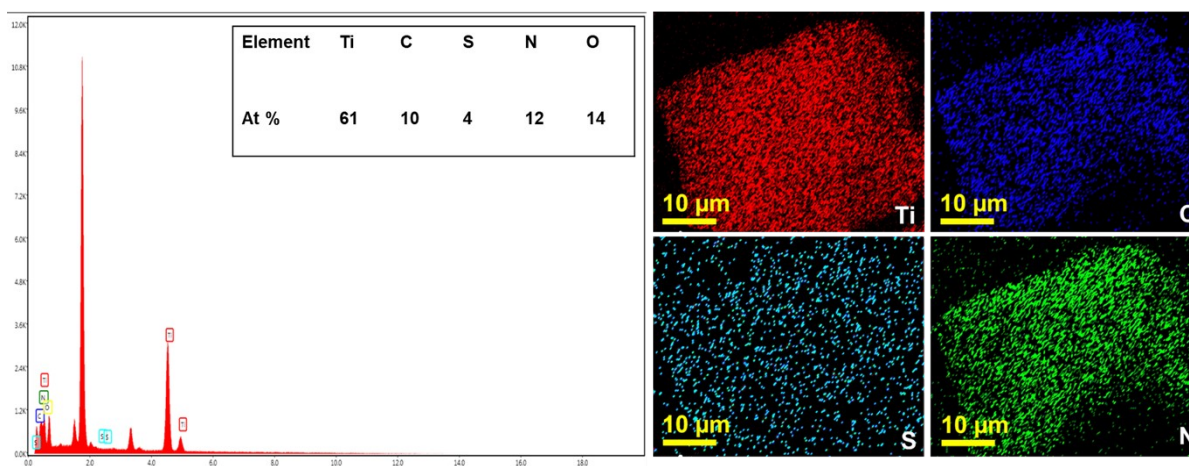 12.0K
10.8K
9.6K
8.4K
7.2K
6.0K
4.8K
3.6K
2.4K
1.2K
0.0K
0.0 2.0 4.0 6.0 8.0 10.0 12.0 14.0 16.0 18.0
Element Ti C S N O
At % 61 10 4 12 14
Ti
N
C
O
S
S S
Ti
Ti
10 µm
Ti
10 µm
10 µm
S
10 µm
N